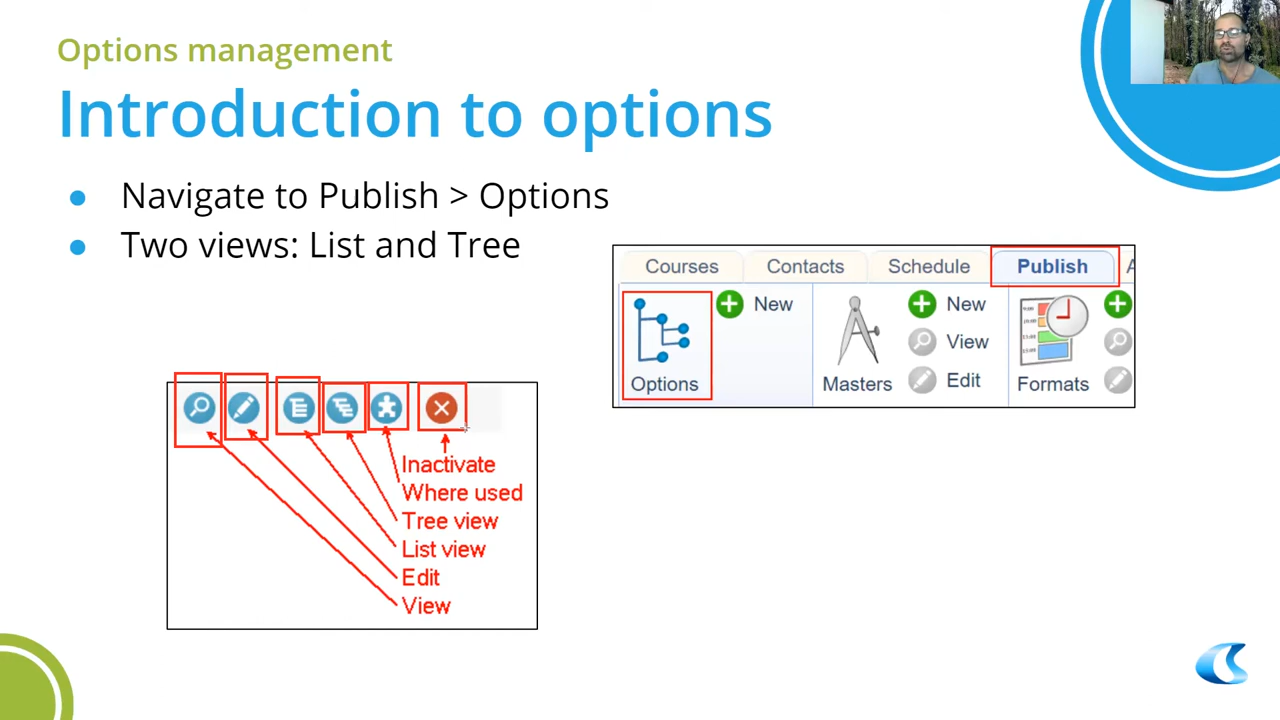 Options management
Introduction to options
Navigate to Publish > Options
Two views: List and Tree
Courses Contacts Schedule Publish A
New New
View
Options Masters Edit Formats
Inactivate
Where used
Tree view
List view
Edit
View